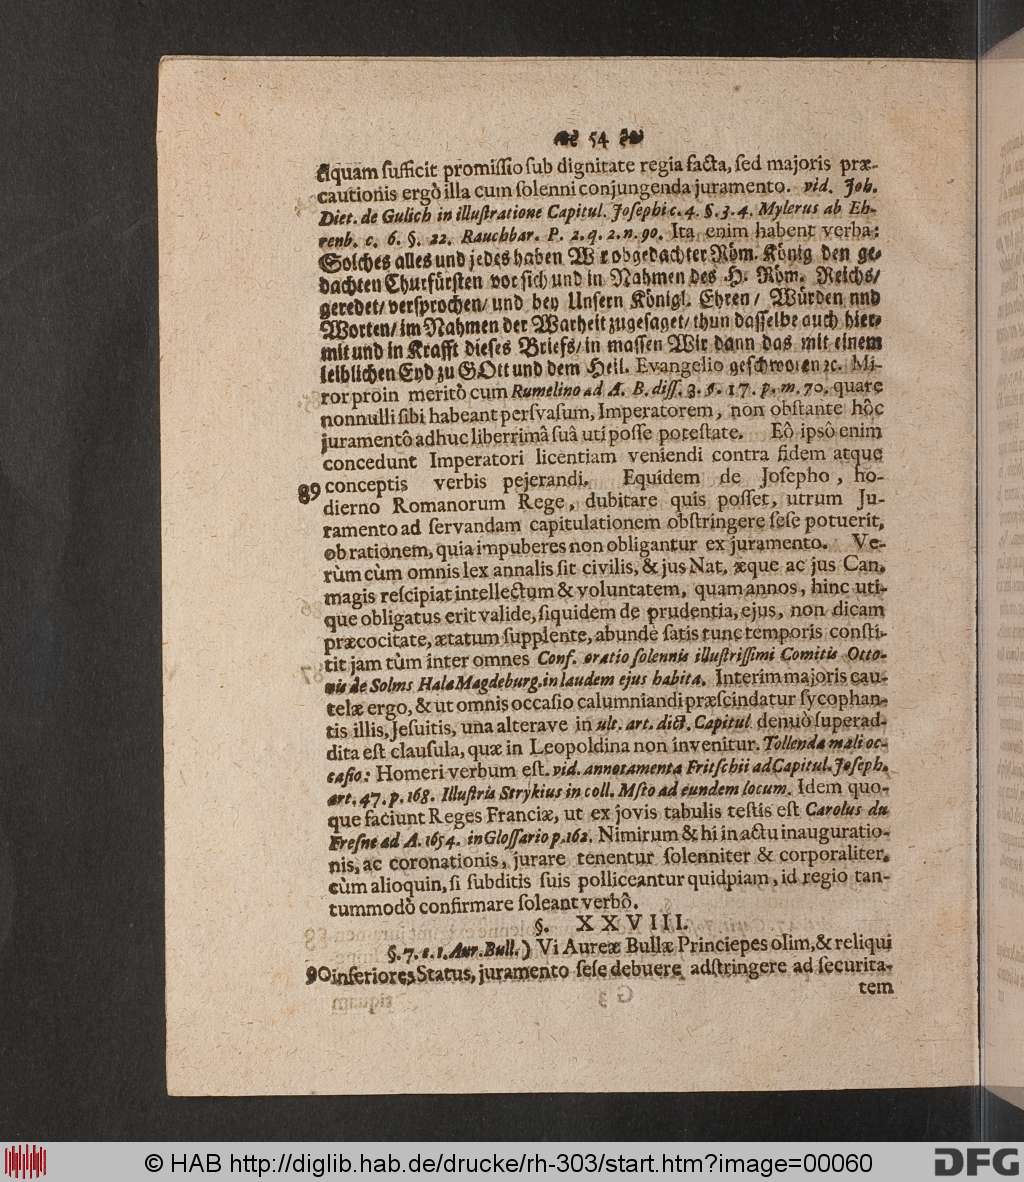 54
tiquam sufficit promissio sub dignitate regia facta, sed majoris præ-
cautionis ergò illa cum solenni conjungenda juramento. vid. Joh.
Diet. de Gulich in illustratione Capitul. Josephi c. 4. §. 3. 4. Mylerus ab Eh-
renb. c. 6. §. 22. Rauchbar. P. 2. q. 2. n. 90. Ita enim habent verba:
Solches alles und jedes haben Wir obgedachter Röm. König den ge-
dachten Churfürsten vor sich und in Nahmen des H. Röm. Reichs/
geredet/ versprochen/ und bey Unsern Königl. Ehren/ Würden nnd
Worten/ im Nahmen der Warheit zugesaget/ thun dasselbe auch hier-
mit und in Krafft dieses Briefs/ in massen Wir dann das mit einem
leiblichen Eyd zu GOtt und dem Heil. Evangelio geschworen ꝛc. Mi-
ror proin meritò cum Rumelino ad A. B. diss. 3. §. 17. p. m. 70. quare
nonnulli sibi habeant persvasum, Imperatorem, non obstante hôc
juramentô adhuc liberrimâ suâ uti posse potestate. Eô ipsô enim
concedunt Imperatori licentiam veniendi contra fidem atque
89 conceptis verbis pejerandi. Equidem de Josepho, ho-
dierno Romanorum Rege, dubitare quis posset, utrum Ju-
ramento ad servandam capitulationem obstringere sese potuerit,
ob rationem, quia impuberes non obligantur ex juramento. Ve-
rùm cùm omnis lex annalis sit civilis, & jus Nat. æque ac jus Can.
magis respiciat intellectum & voluntatem, quam annos, hinc uti-
que obligatus erit valide, siquidem de prudentia, ejus, non dicam
præcocitate, ætatum supplente, abundè satis tunc temporis consti-
tit jam tùm inter omnes Conf. oratio solennis illustrissimi Comitis Otto-
nis de Solms Hala Magdeburg. in laudem ejus habita. Interim majoris cau-
telæ ergo, & ut omnis occasio calumniandi præscindatur sycophan-
tis illis, Jesuitis, una alterave in ult. art. dict. Capitul denuò superad-
dita est clausula, quæ in Leopoldina non invenitur. Tollenda mali oc-
casio: Homeri verbum est. vid. annotamenta Fritschii ad Capitul. Joseph.
art. 47. p. 168. Illustris Strykius in coll. Msto ad eundem locum. Idem quo-
que faciunt Reges Franciæ, ut ex jovis tabulis testis est Carolus du
Fresne ad A. 1654. in Glossario p. 162. Nimirum & hi in actu inauguratio-
nis, ac coronationis, jurare tenentur solenniter & corporaliter,
cùm alioquin, si subditis suis polliceantur quidpiam, id regio tan-
tummodò confirmare soleant verbô.
§. XXVIII.
§. 7. c. 1. Aur. Bull.) Vi Aureæ Bullæ Principes olim, & reliqui
90 inferiores Status, juramento sese debuere adstringere ad securita-
tem
© HAB http://diglib.hab.de/drucke/rh-303/start.htm?image=00060
DFG